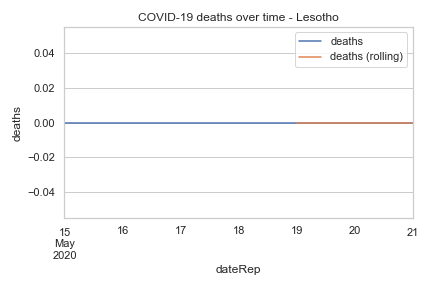 COVID-19 deaths over time - Lesotho
deaths
deaths (rolling)
0.04
0.02
0.00
−0.02
−0.04
deaths
15 16 17 18 19 20 21
May
2020
dateRep